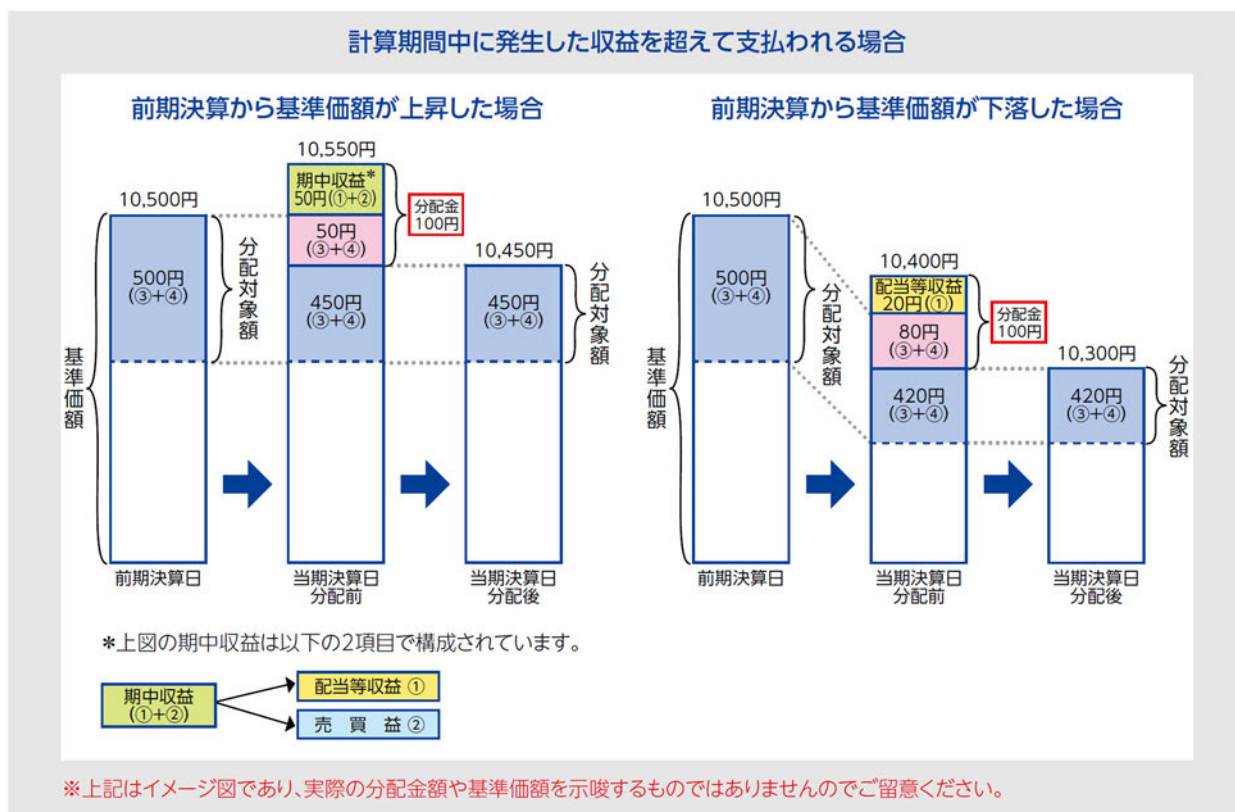 計算期間中に発生した収益を超えて支払われる場合
前期決算から基準価額が上昇した場合
10,500円
500円
(③+④)
分配対象額
基準価額
前期決算日
10,550円
期中収益*
50円(①+②)
50円
(③+④)
450円
(③+④)
分配金
100円
当期決算日
分配前
10,450円
450円
(③+④)
分配対象額
当期決算日
分配後
前期決算から基準価額が下落した場合
10,500円
500円
(③+④)
分配対象額
基準価額
前期決算日
10,400円
配当等収益
20円(①)
80円
(③+④)
420円
(③+④)
分配金
100円
当期決算日
分配前
10,300円
420円
(③+④)
分配対象額
当期決算日
分配後
*上図の期中収益は以下の2項目で構成されています。
期中収益
(①+②)
配当等収益 ①
売 買 益 ②
※上記はイメージ図であり、実際の分配金額や基準価額を示唆するものではありませんのでご留意ください。